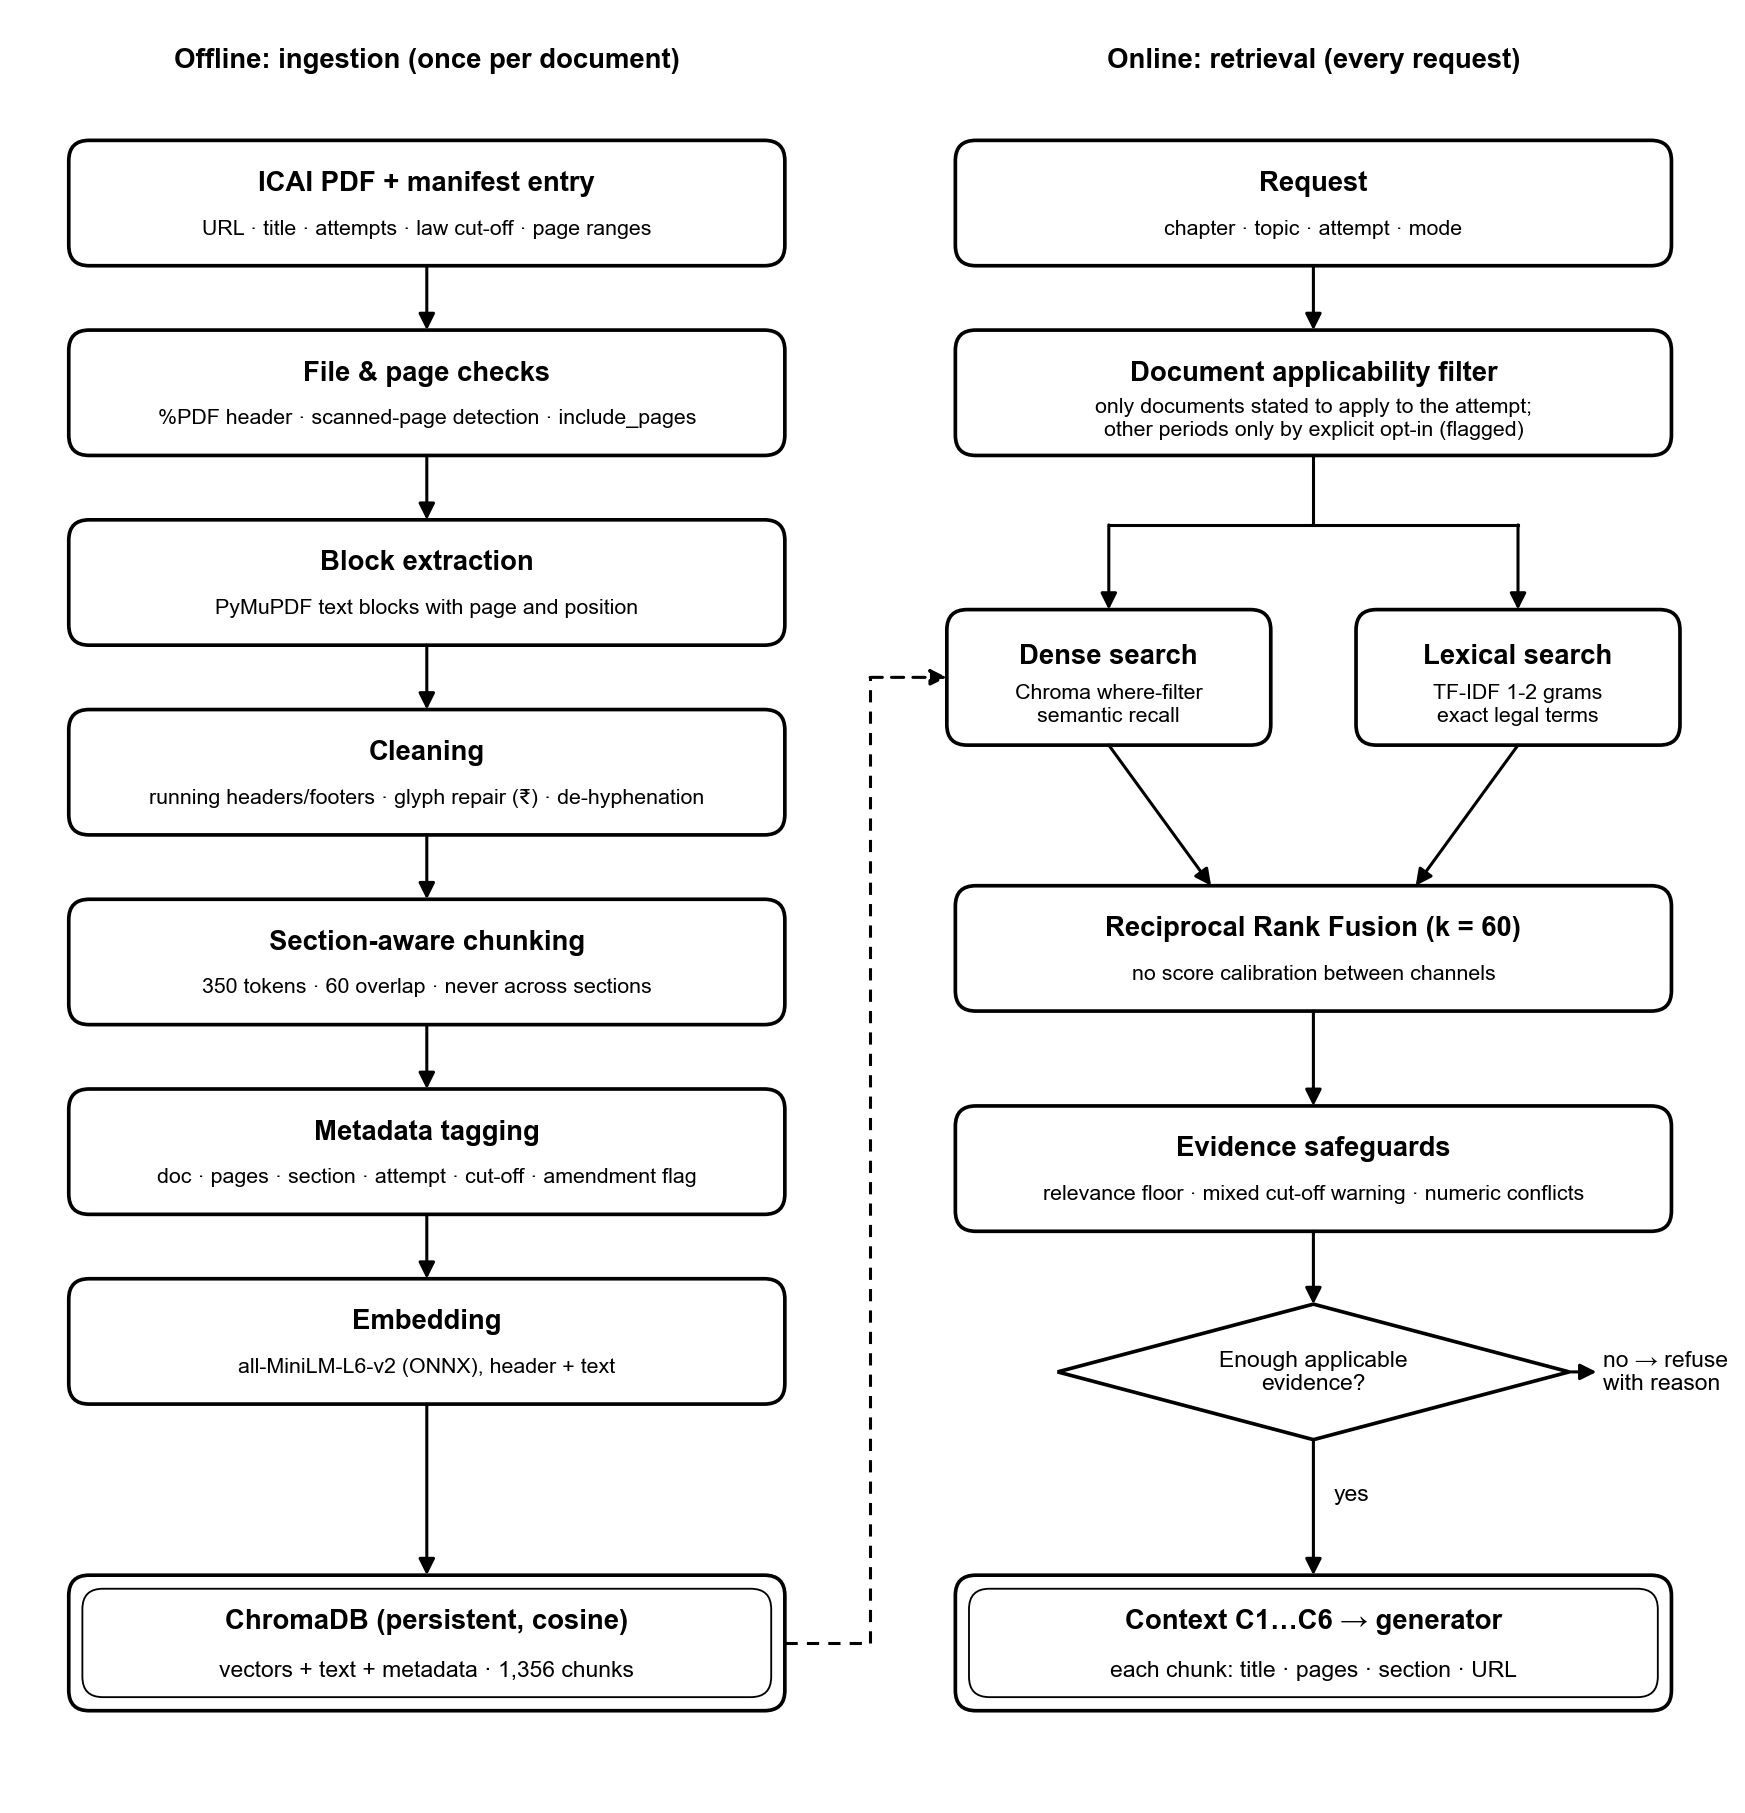 Offline: ingestion (once per document)
ICAI PDF + manifest entry
URL · title · attempts · law cut-off · page ranges
File & page checks
%PDF header · scanned-page detection · include_pages
Block extraction
PyMuPDF text blocks with page and position
Cleaning
running headers/footers · glyph repair (₹) · de-hyphenation
Section-aware chunking
350 tokens · 60 overlap · never across sections
Metadata tagging
doc · pages · section · attempt · cut-off · amendment flag
Embedding
all-MiniLM-L6-v2 (ONNX), header + text
ChromaDB (persistent, cosine)
vectors + text + metadata · 1,356 chunks
Online: retrieval (every request)
Request
chapter · topic · attempt · mode
Document applicability filter
only documents stated to apply to the attempt;
other periods only by explicit opt-in (flagged)
Dense search
Chroma where-filter
semantic recall
Lexical search
TF-IDF 1-2 grams
exact legal terms
Reciprocal Rank Fusion (k = 60)
no score calibration between channels
Evidence safeguards
relevance floor · mixed cut-off warning · numeric conflicts
Enough applicable
evidence?
no → refuse
with reason
yes
Context C1…C6 → generator
each chunk: title · pages · section · URL